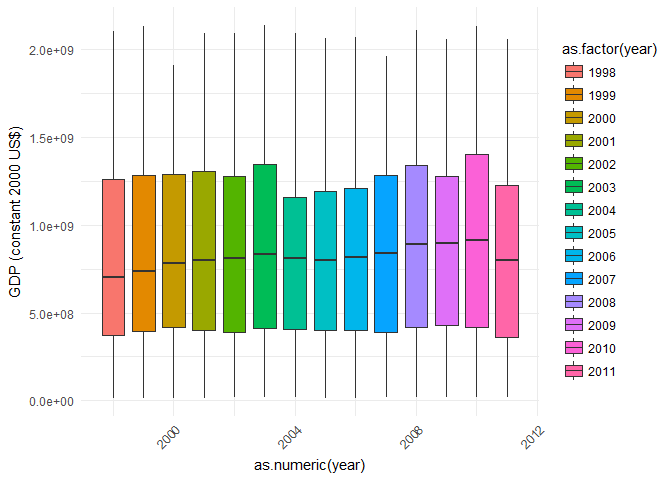 2.0e+09
1.5e+09
1.0e+09
5.0e+08
0.0e+00
GDP (constant 2000 US$)
2000
2004
2008
2012
as.numeric(year)
as.factor(year)
1998
1999
2000
2001
2002
2003
2004
2005
2006
2007
2008
2009
2010
2011